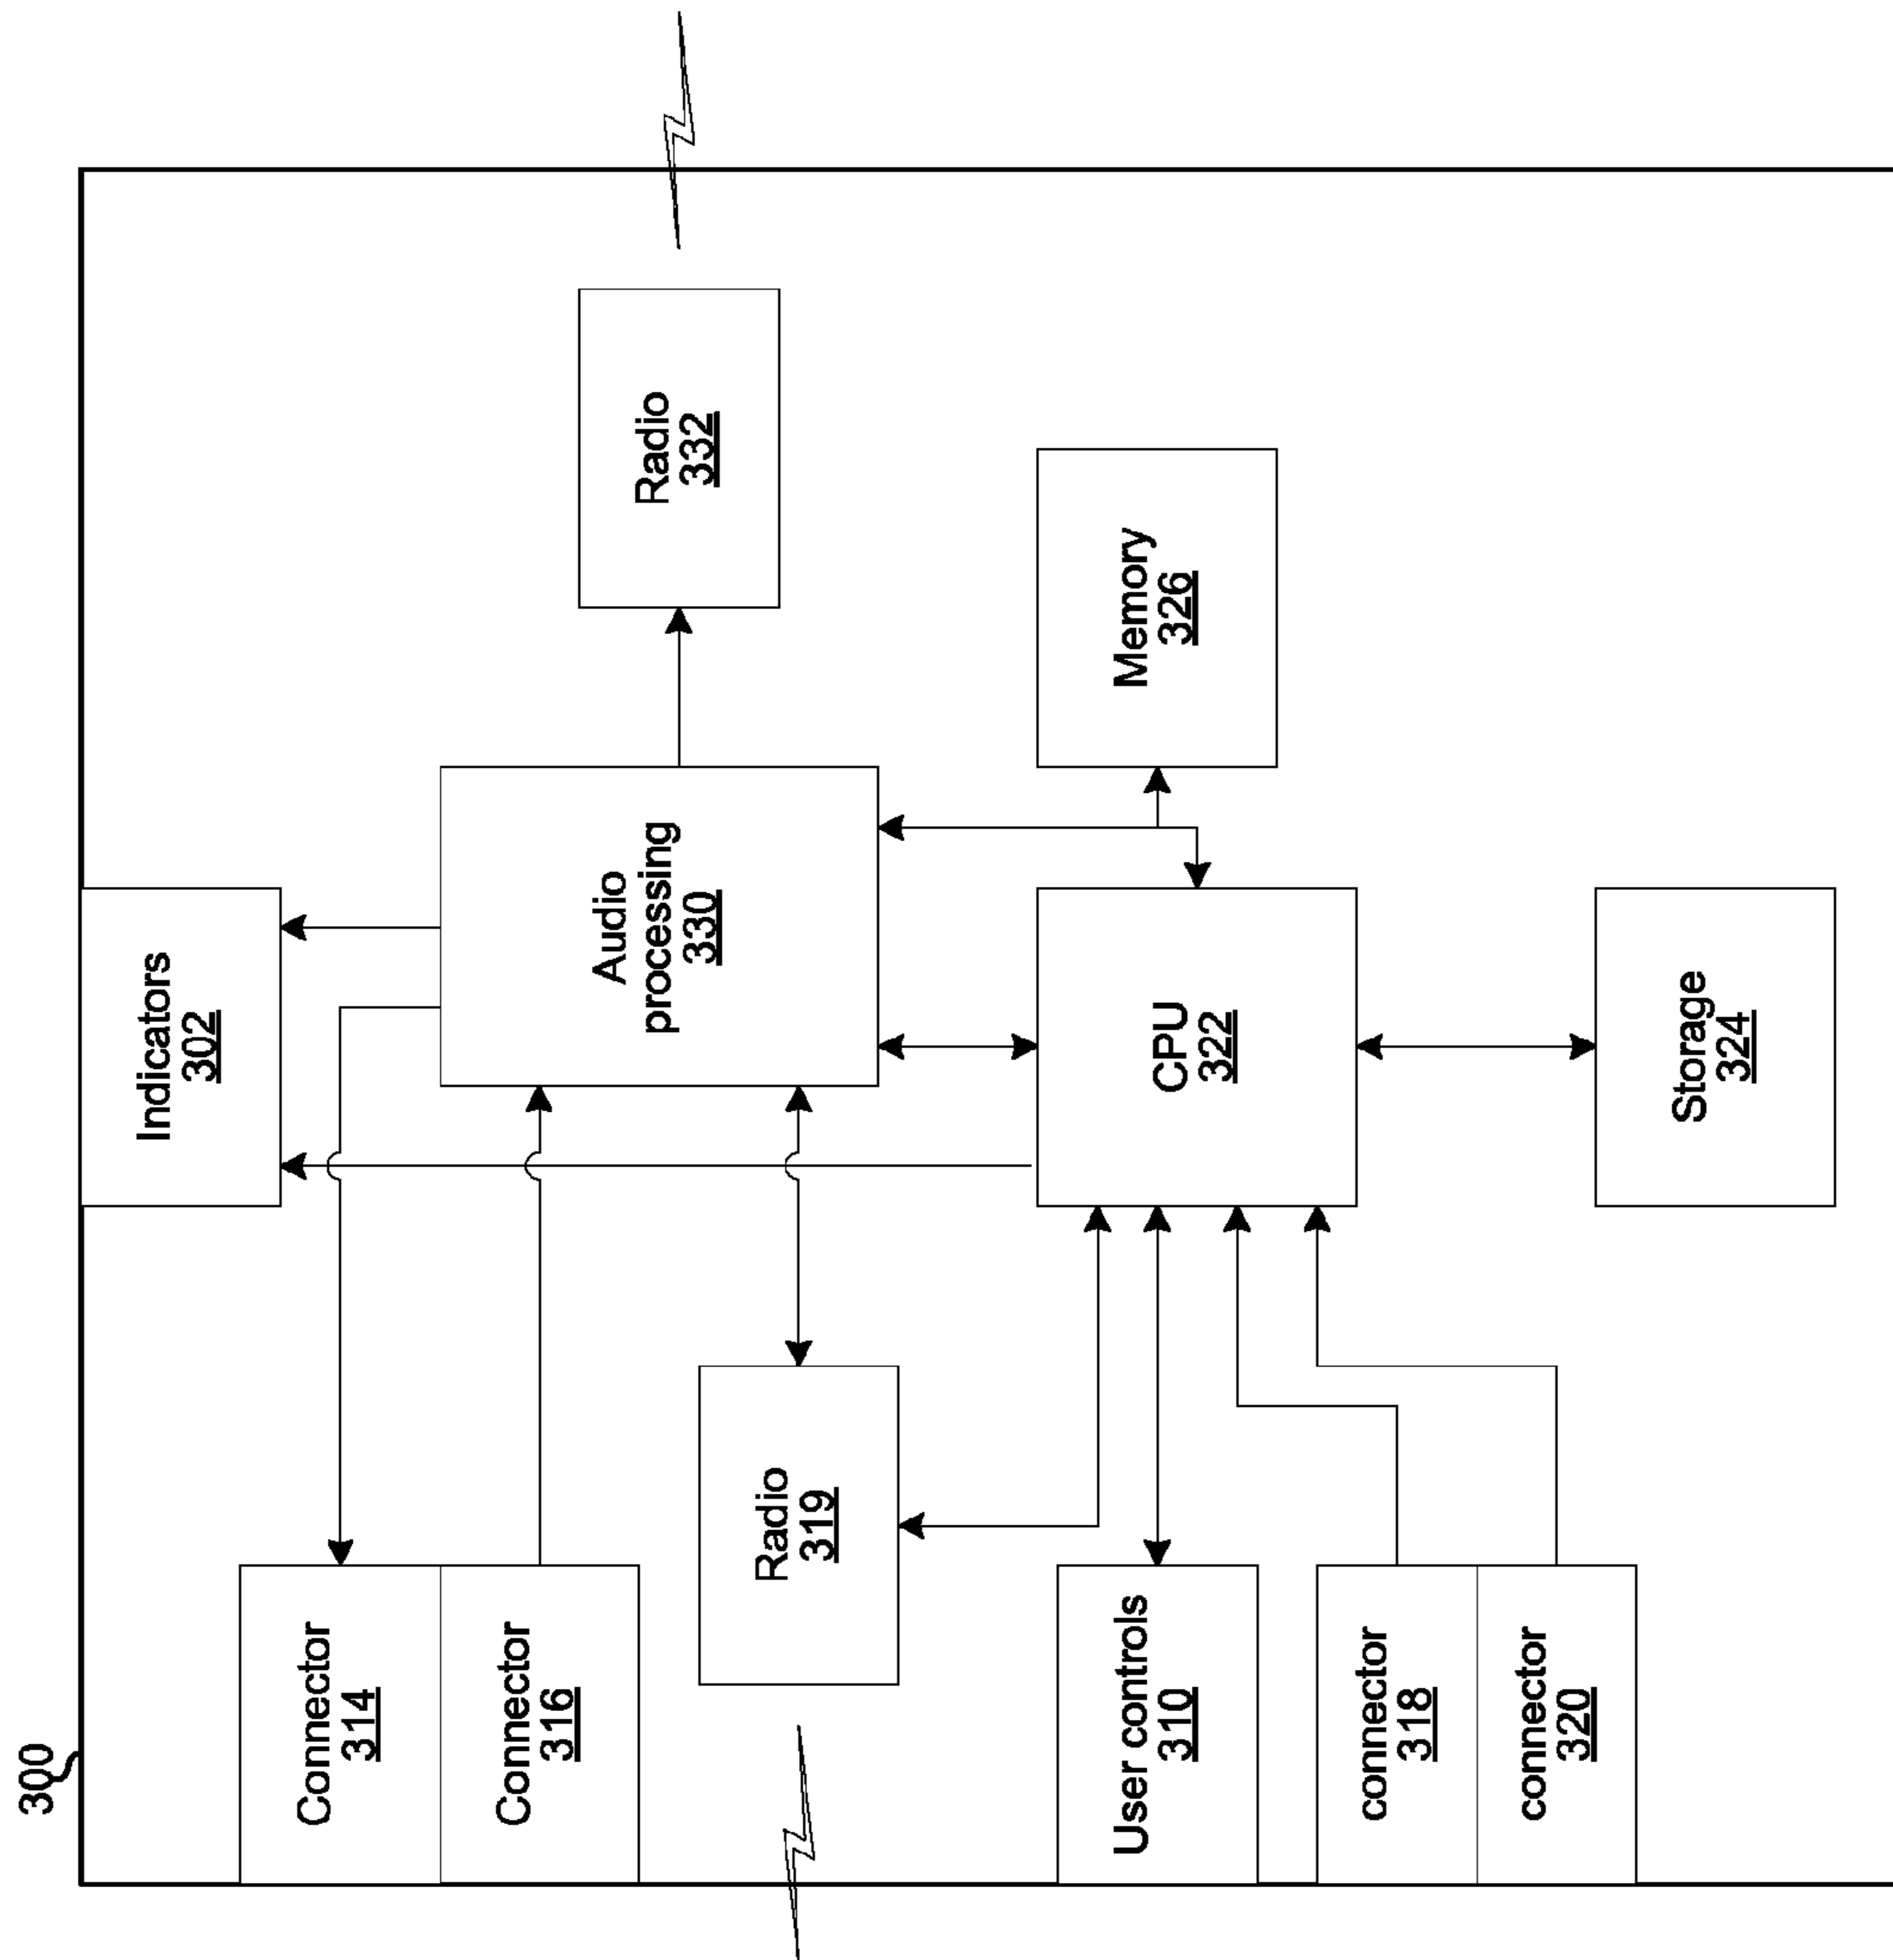 300
Indicators
302
Connector
314
Connector
316
Audio
processing
330
Radio
332
Radio
319
User controls
310
CPU
322
Memory
326
connector
318
connector
320
Storage
324